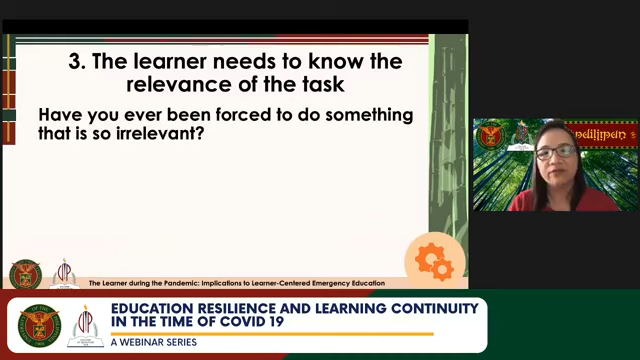 3. The learner needs to know the
relevance of the task
Have you ever been forced to do something
that is so irrelevant?
The Learner during the Pandemic: Implications to Learner-Centered Emergency Education
EDUCATION RESILIENCE AND LEARNING CONTINUITY
IN THE TIME OF COVID 19
A WEBINAR SERIES